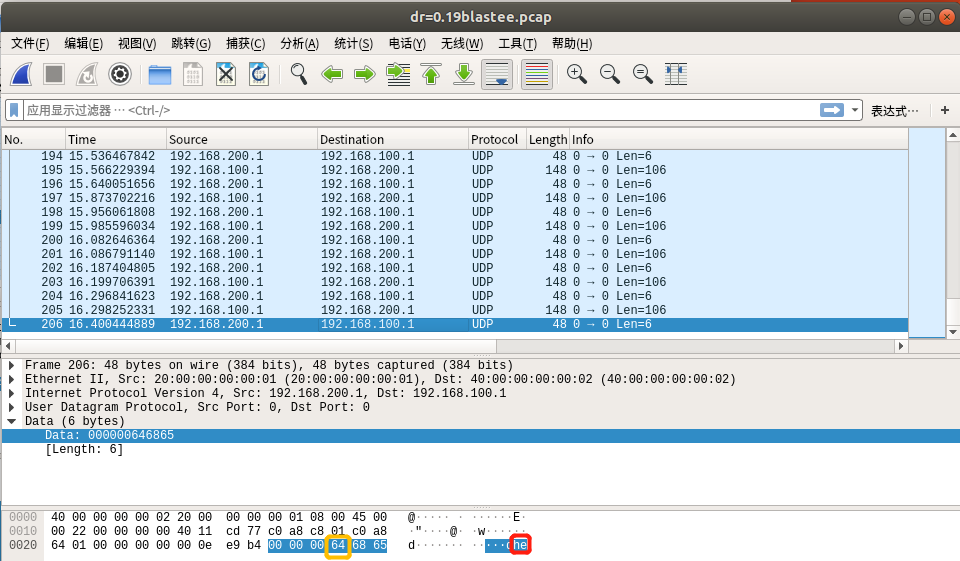 dr=0.19blastee.pcap
文件(F) 编辑(E) 视图(V) 跳转(G) 捕获(C) 分析(A) 统计(S) 电话(Y) 无线(W) 工具(T) 帮助(H)
应用显示过滤器 … <Ctrl-/> 表达式… +
No. Time Source Destination Protocol Length Info
194 15.536467842 192.168.200.1 192.168.100.1 UDP 48 0 → 0 Len=6
195 15.566229394 192.168.200.1 192.168.100.1 UDP 148 0 → 0 Len=106
196 15.640051656 192.168.200.1 192.168.100.1 UDP 48 0 → 0 Len=6
197 15.873702216 192.168.200.1 192.168.100.1 UDP 148 0 → 0 Len=106
198 15.956061808 192.168.200.1 192.168.100.1 UDP 48 0 → 0 Len=6
199 15.985596034 192.168.200.1 192.168.100.1 UDP 148 0 → 0 Len=106
200 16.082646364 192.168.200.1 192.168.100.1 UDP 48 0 → 0 Len=6
201 16.086791140 192.168.200.1 192.168.100.1 UDP 148 0 → 0 Len=106
202 16.187404805 192.168.200.1 192.168.100.1 UDP 48 0 → 0 Len=6
203 16.199706391 192.168.200.1 192.168.100.1 UDP 148 0 → 0 Len=106
204 16.296841623 192.168.200.1 192.168.100.1 UDP 48 0 → 0 Len=6
205 16.298252331 192.168.200.1 192.168.100.1 UDP 148 0 → 0 Len=106
206 16.400444889 192.168.200.1 192.168.100.1 UDP 48 0 → 0 Len=6
Frame 206: 48 bytes on wire (384 bits), 48 bytes captured (384 bits)
Ethernet II, Src: 20:00:00:00:00:01 (20:00:00:00:00:01), Dst: 40:00:00:00:00:02 (40:00:00:00:00:02)
Internet Protocol Version 4, Src: 192.168.200.1, Dst: 192.168.100.1
User Datagram Protocol, Src Port: 0, Dst Port: 0
Data (6 bytes)
Data: 000000646865
[Length: 6]
0000 40 00 00 00 00 02 20 00 00 00 00 01 08 00 45 00 @····· · ······E·
0010 00 22 00 00 00 00 40 11 cd 77 c0 a8 c8 01 c0 a8 ·"····@· ·w······
0020 64 01 00 00 00 00 00 0e e9 b4 00 00 00 64 68 65 d······· ·····dhe